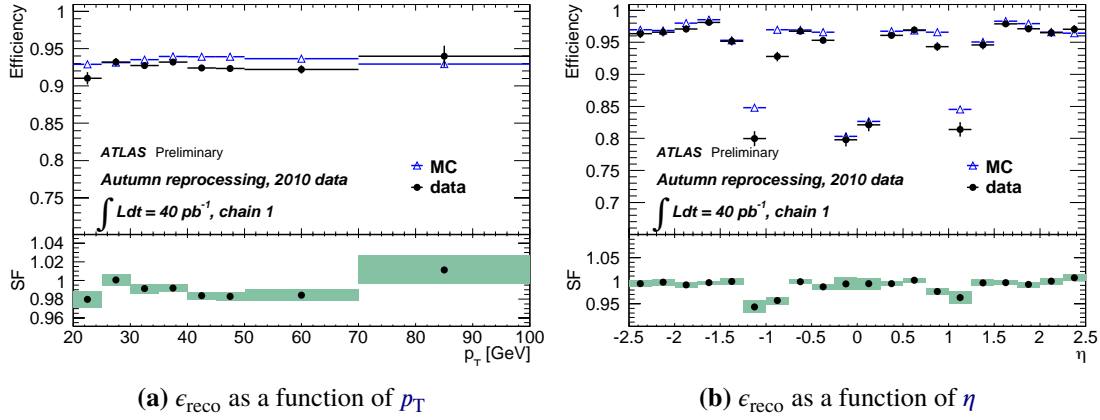 Efficiency
1
0.95
0.9
0.85
0.8
0.75
0.7
ATLAS Preliminary
MC
data
Autumn reprocessing, 2010 data
∫ Ldt = 40 pb⁻¹, chain 1
SF
1.04
1.02
1
0.98
0.96
20 30 40 50 60 70 80 90 100
p_T [GeV]
(a) ϵ_reco as a function of p_T
Efficiency
1
0.95
0.9
0.85
0.8
0.75
0.7
ATLAS Preliminary
MC
data
Autumn reprocessing, 2010 data
∫ Ldt = 40 pb⁻¹, chain 1
SF
1.05
1
0.95
-2.5 -2 -1.5 -1 -0.5 0 0.5 1 1.5 2 2.5
η
(b) ϵ_reco as a function of η